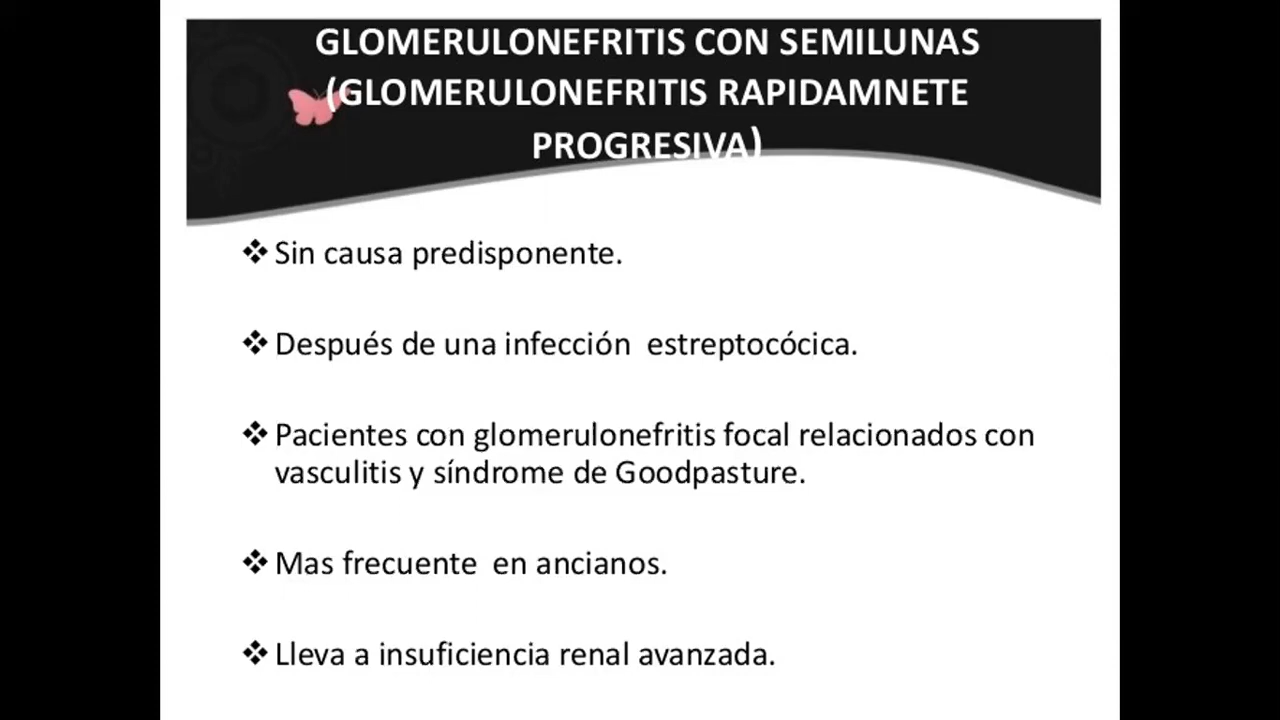 GLOMERULONEFRITIS CON SEMILUNAS
(GLOMERULONEFRITIS RAPIDAMNETE
PROGRESIVA)
❖ Sin causa predisponente.
❖ Después de una infección estreptocócica.
❖ Pacientes con glomerulonefritis focal relacionados con
vasculitis y síndrome de Goodpasture.
❖ Mas frecuente en ancianos.
❖ Lleva a insuficiencia renal avanzada.